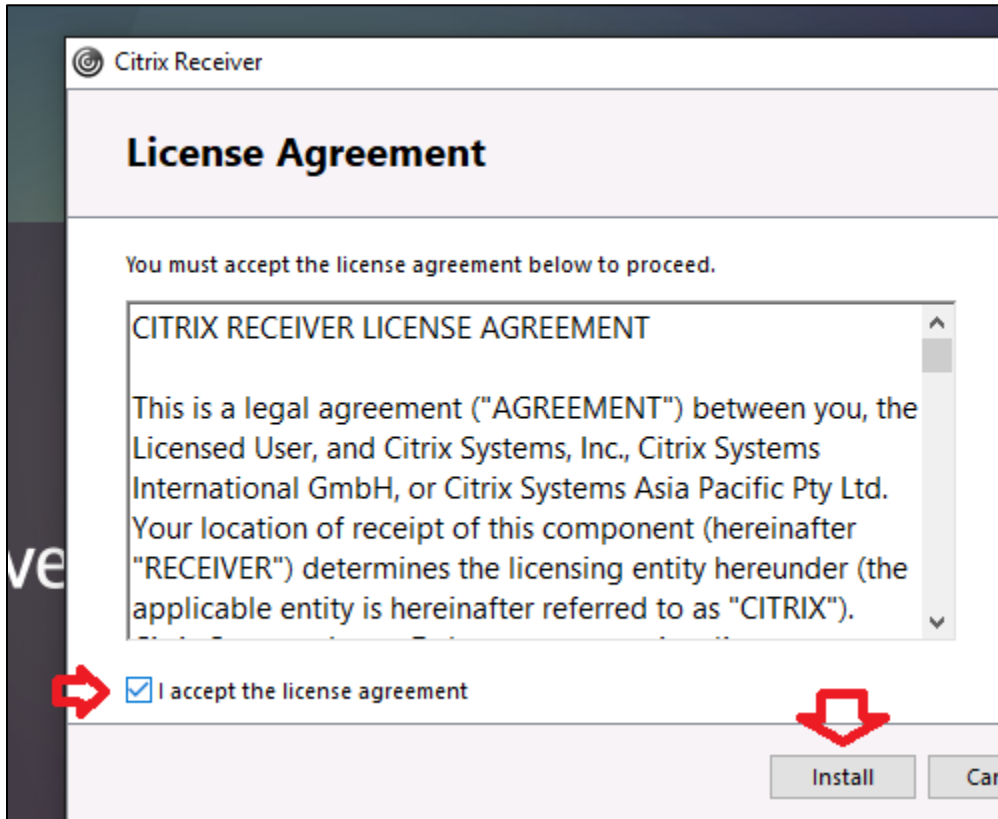 Citrix Receiver
License Agreement
You must accept the license agreement below to proceed.
CITRIX RECEIVER LICENSE AGREEMENT
This is a legal agreement ("AGREEMENT") between you, the
Licensed User, and Citrix Systems, Inc., Citrix Systems
International GmbH, or Citrix Systems Asia Pacific Pty Ltd.
Your location of receipt of this component (hereinafter
"RECEIVER") determines the licensing entity hereunder (the
applicable entity is hereinafter referred to as "CITRIX").
ve
I accept the license agreement
Install